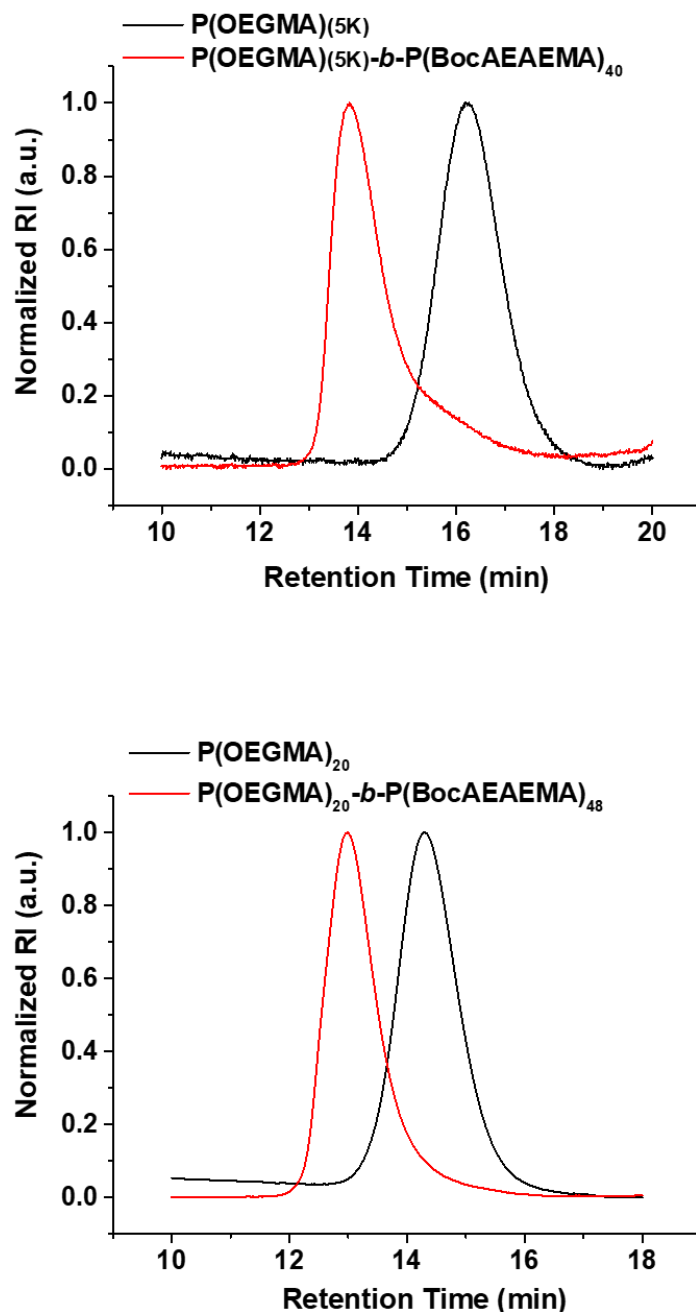 P(OEGMA)(5K)
P(OEGMA)(5K)-b-P(BocAEAEMA)40
1.0
0.8
0.6
0.4
0.2
0.0
Normalized RI (a.u.)
10 12 14 16 18 20
Retention Time (min)
P(OEGMA)20
P(OEGMA)20-b-P(BocAEAEMA)48
1.0
0.8
0.6
0.4
0.2
0.0
Normalized RI (a.u.)
10 12 14 16 18
Retention Time (min)